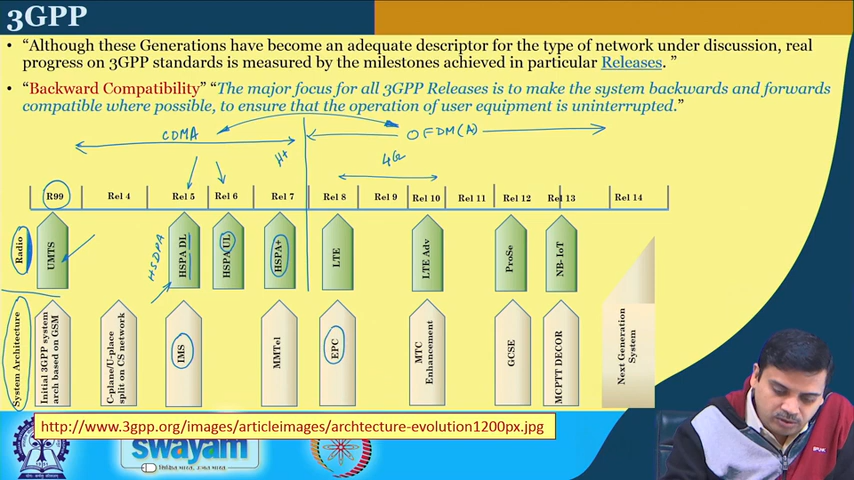 3GPP
• “Although these Generations have become an adequate descriptor for the type of network under discussion, real
progress on 3GPP standards is measured by the milestones achieved in particular Releases. ”
• “Backward Compatibility” “The major focus for all 3GPP Releases is to make the system backwards and forwards
compatible where possible, to ensure that the operation of user equipment is uninterrupted.”
CDMA
OFDM(A)
H+
4G
R99
Rel 4
Rel 5
Rel 6
Rel 7
Rel 8
Rel 9
Rel 10
Rel 11
Rel 12
Rel 13
Rel 14
Radio
UMTS
HSDPA
HSPA DL
HSPA UL
HSPA+
LTE
LTE Adv
ProSe
NB-IoT
System Architecture
Initial 3GPP system
arch based on GSM
C-plane/U-place
split on CS network
IMS
MMTel
EPC
MTC
Enhancement
GCSE
MCPTT DECOR
Next Generation
System
http://www.3gpp.org/images/articleimages/archtecture-evolution1200px.jpg
swayam